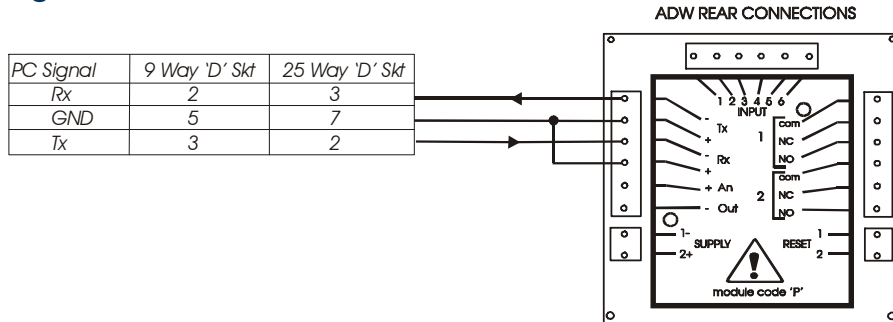 ADW REAR CONNECTIONS
PC Signal 9 Way 'D' Skt 25 Way 'D' Skt
Rx 2 3
GND 5 7
Tx 3 2
1 2 3 4 5 6
INPUT
-
Tx
+
-
Rx
+
+ An
- Out
1
com
NC
NO
2
com
NC
NO
1-
2+
SUPPLY
RESET
1
2
!
module code 'P'